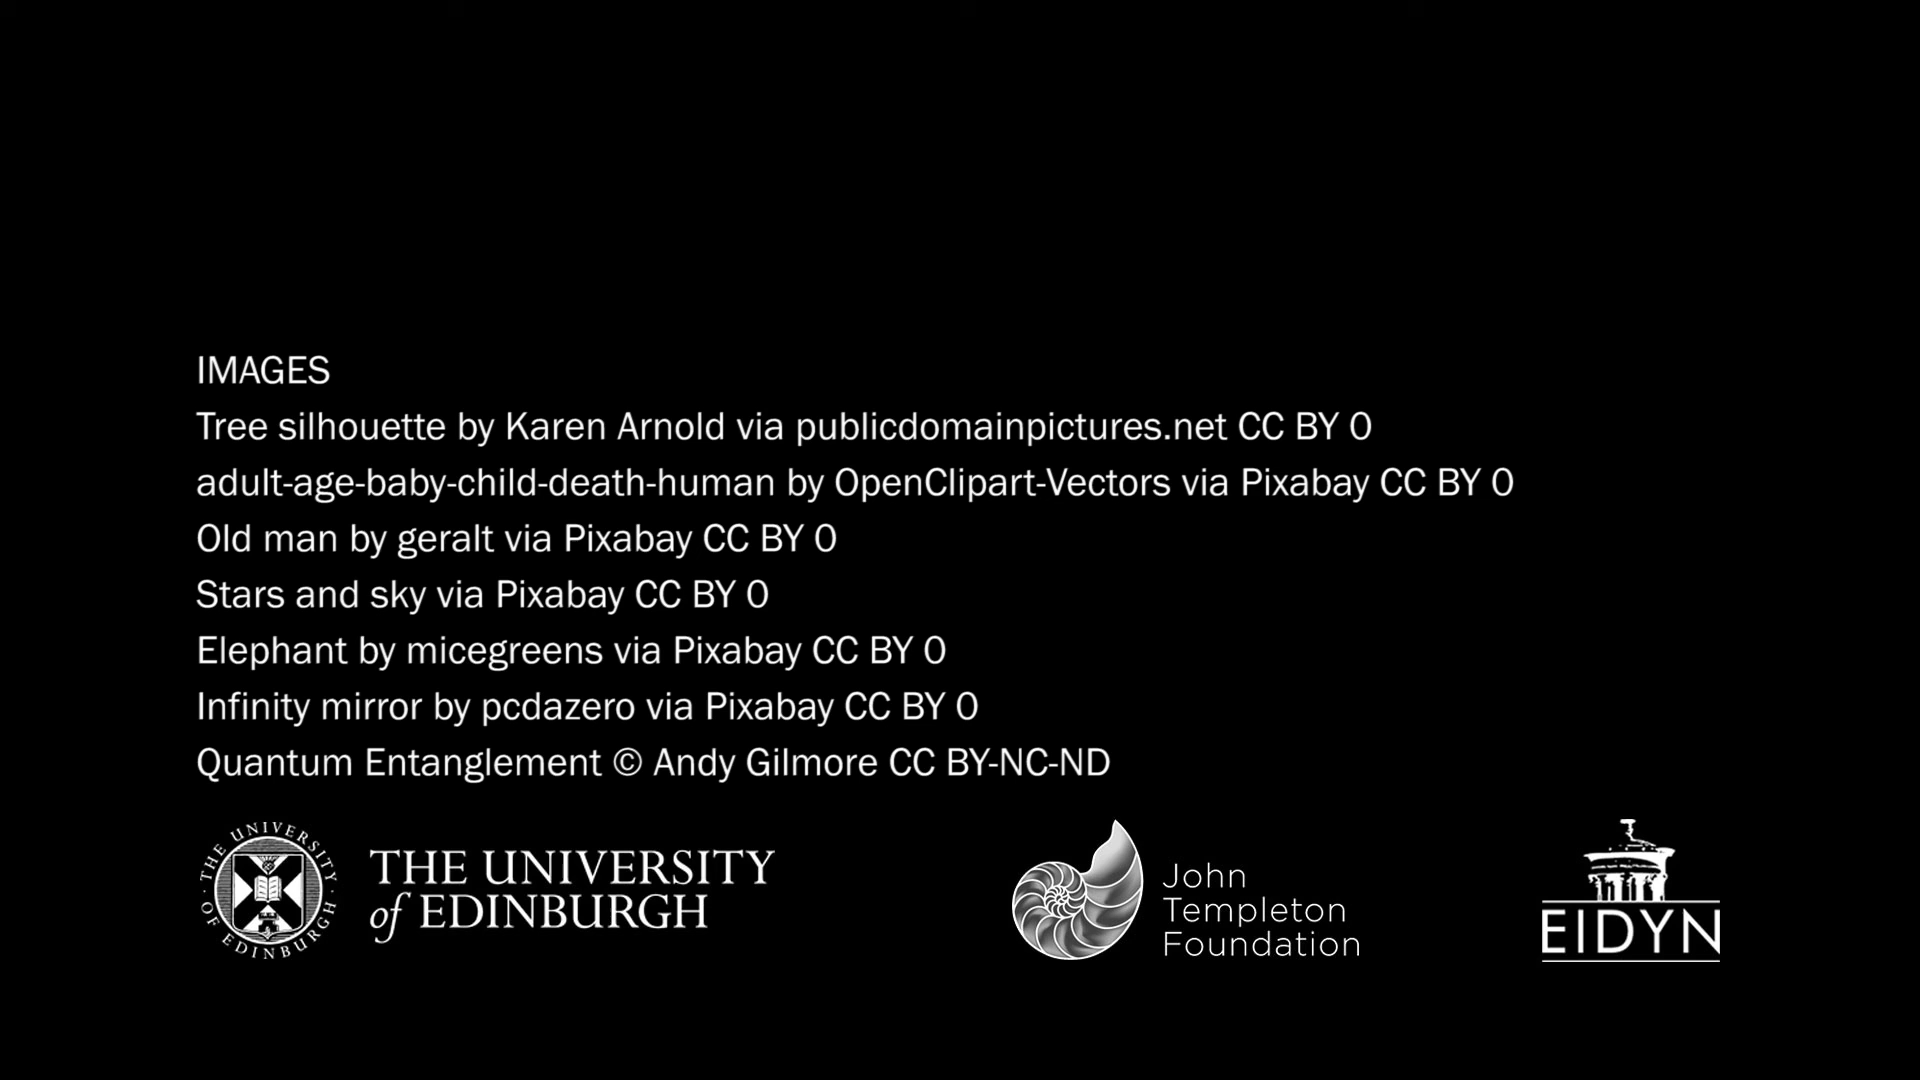 IMAGES
Tree silhouette by Karen Arnold via publicdomainpictures.net CC BY 0
adult-age-baby-child-death-human by OpenClipart-Vectors via Pixabay CC BY 0
Old man by geralt via Pixabay CC BY 0
Stars and sky via Pixabay CC BY 0
Elephant by micegreens via Pixabay CC BY 0
Infinity mirror by pcdazero via Pixabay CC BY 0
Quantum Entanglement © Andy Gilmore CC BY-NC-ND
THE UNIVERSITY OF EDINBURGH
THE UNIVERSITY
of EDINBURGH
John
Templeton
Foundation
EIDYN